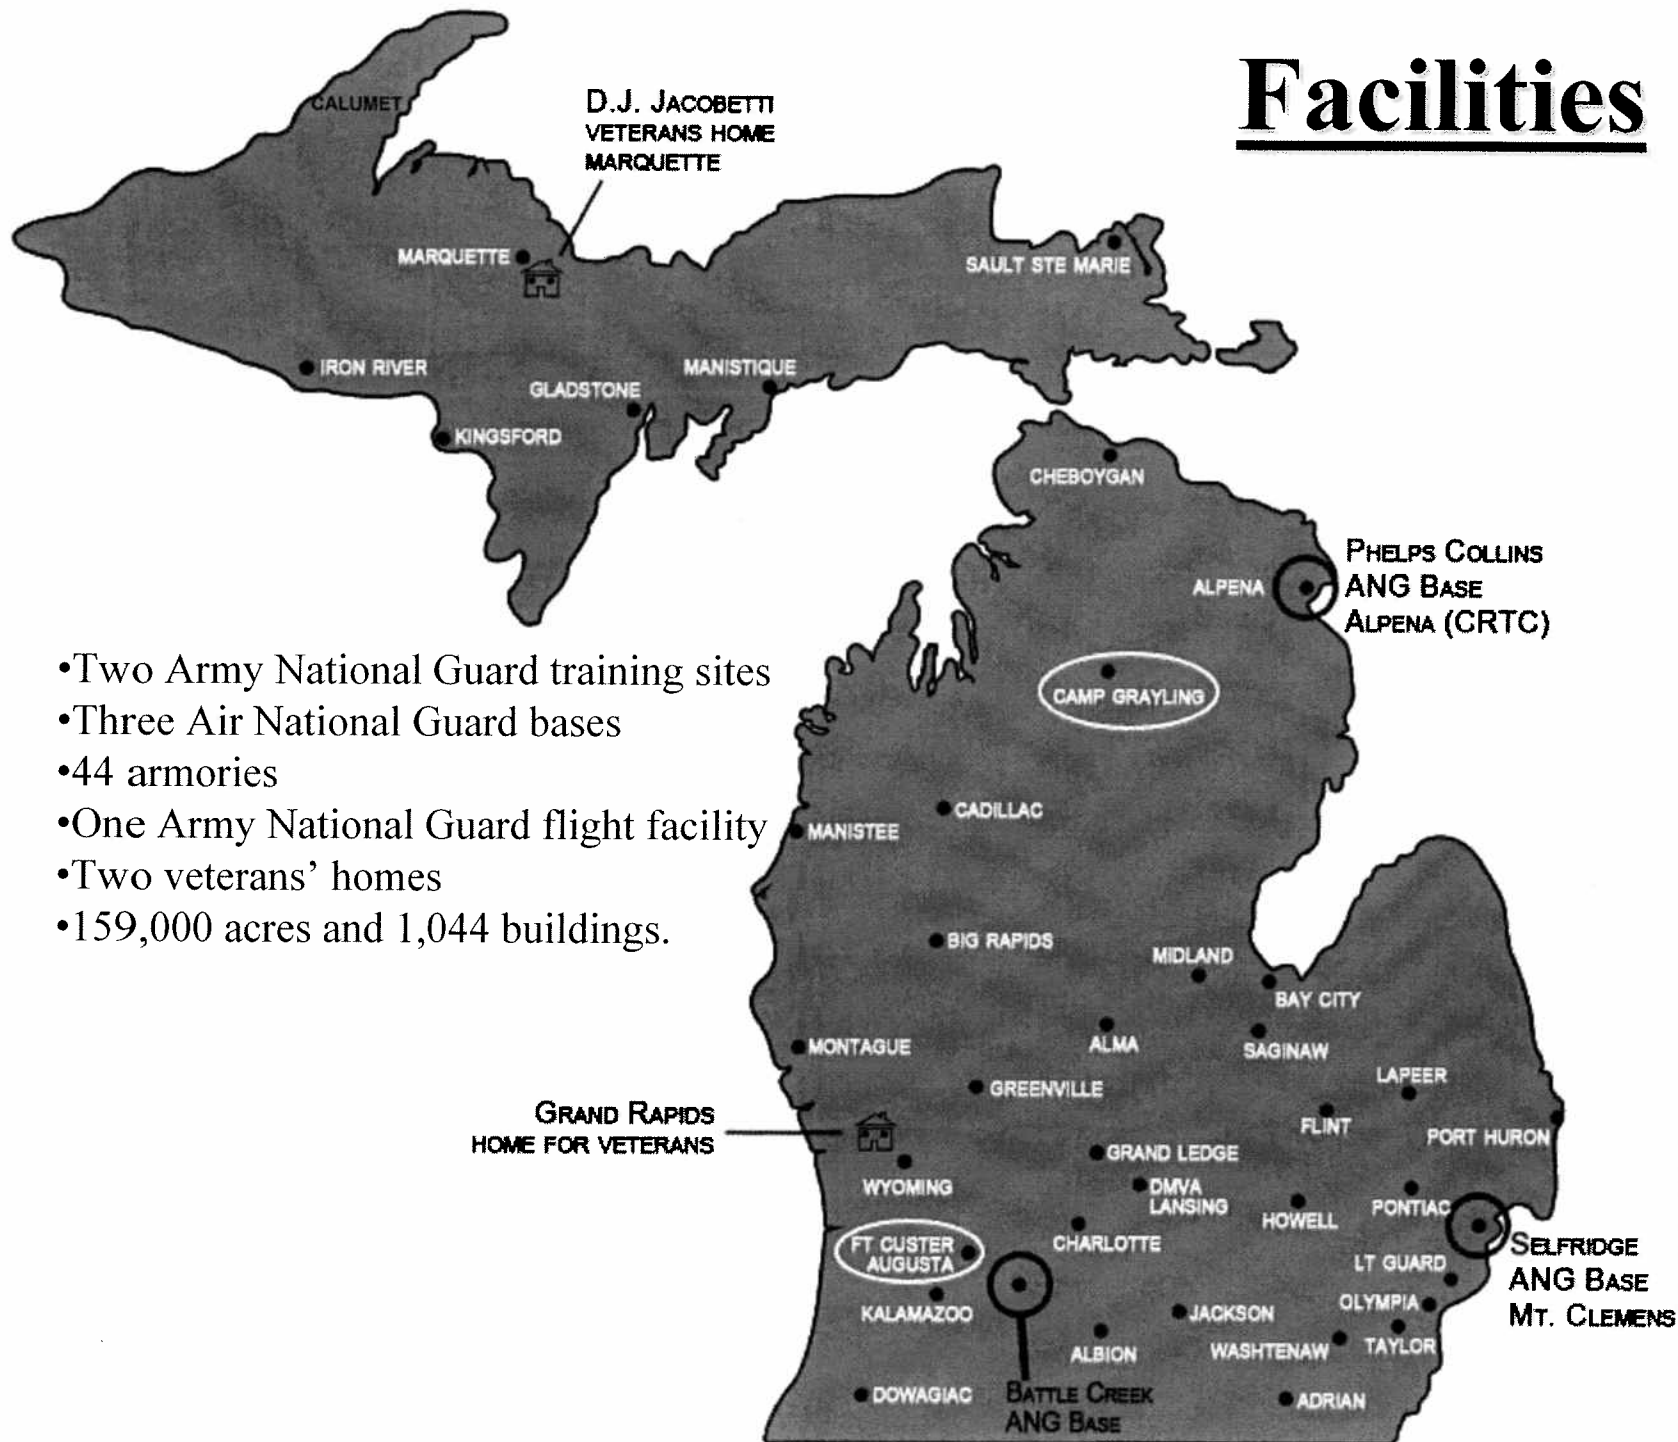 Facilities
CALUMET
D.J. JACOBETTI
VETERANS HOME
MARQUETTE
MARQUETTE
SAULT STE MARIE
IRON RIVER
GLADSTONE
MANISTIQUE
KINGSFORD
CHEBOYGAN
ALPENA
PHELPS COLLINS
ANG BASE
ALPENA (CRTC)
CAMP GRAYLING
•Two Army National Guard training sites
•Three Air National Guard bases
•44 armories
•One Army National Guard flight facility
•Two veterans’ homes
•159,000 acres and 1,044 buildings.
CADILLAC
MANISTEE
BIG RAPIDS
MIDLAND
BAY CITY
MONTAGUE
ALMA
SAGINAW
GREENVILLE
LAPEER
GRAND RAPIDS
HOME FOR VETERANS
FLINT
PORT HURON
GRAND LEDGE
WYOMING
DMVA
LANSING
HOWELL
PONTIAC
FT CUSTER
AUGUSTA
CHARLOTTE
SELFRIDGE
ANG BASE
MT. CLEMENS
LT GUARD
KALAMAZOO
JACKSON
OLYMPIA
ALBION
WASHTENAW
TAYLOR
DOWAGIAC
BATTLE CREEK
ANG BASE
ADRIAN